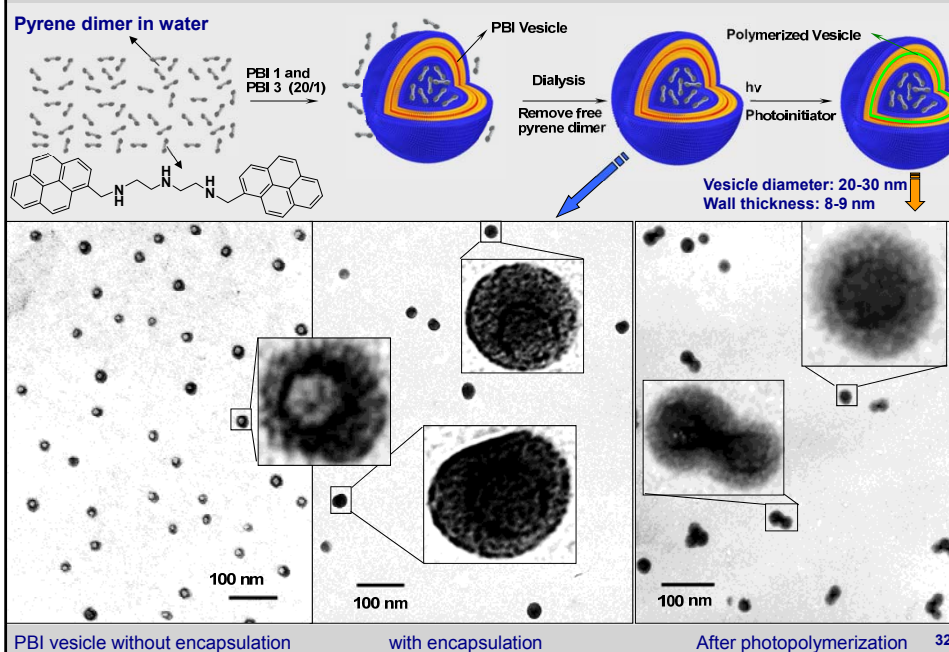 Pyrene dimer in water
PBI 1 and
PBI 3 (20/1)
PBI Vesicle
Dialysis
Remove free
pyrene dimer
Polymerized Vesicle
hν
Photoinitiator
H
N
N
H
N
H
Vesicle diameter: 20-30 nm
Wall thickness: 8-9 nm
100 nm
100 nm
100 nm
PBI vesicle without encapsulation
with encapsulation
After photopolymerization
32